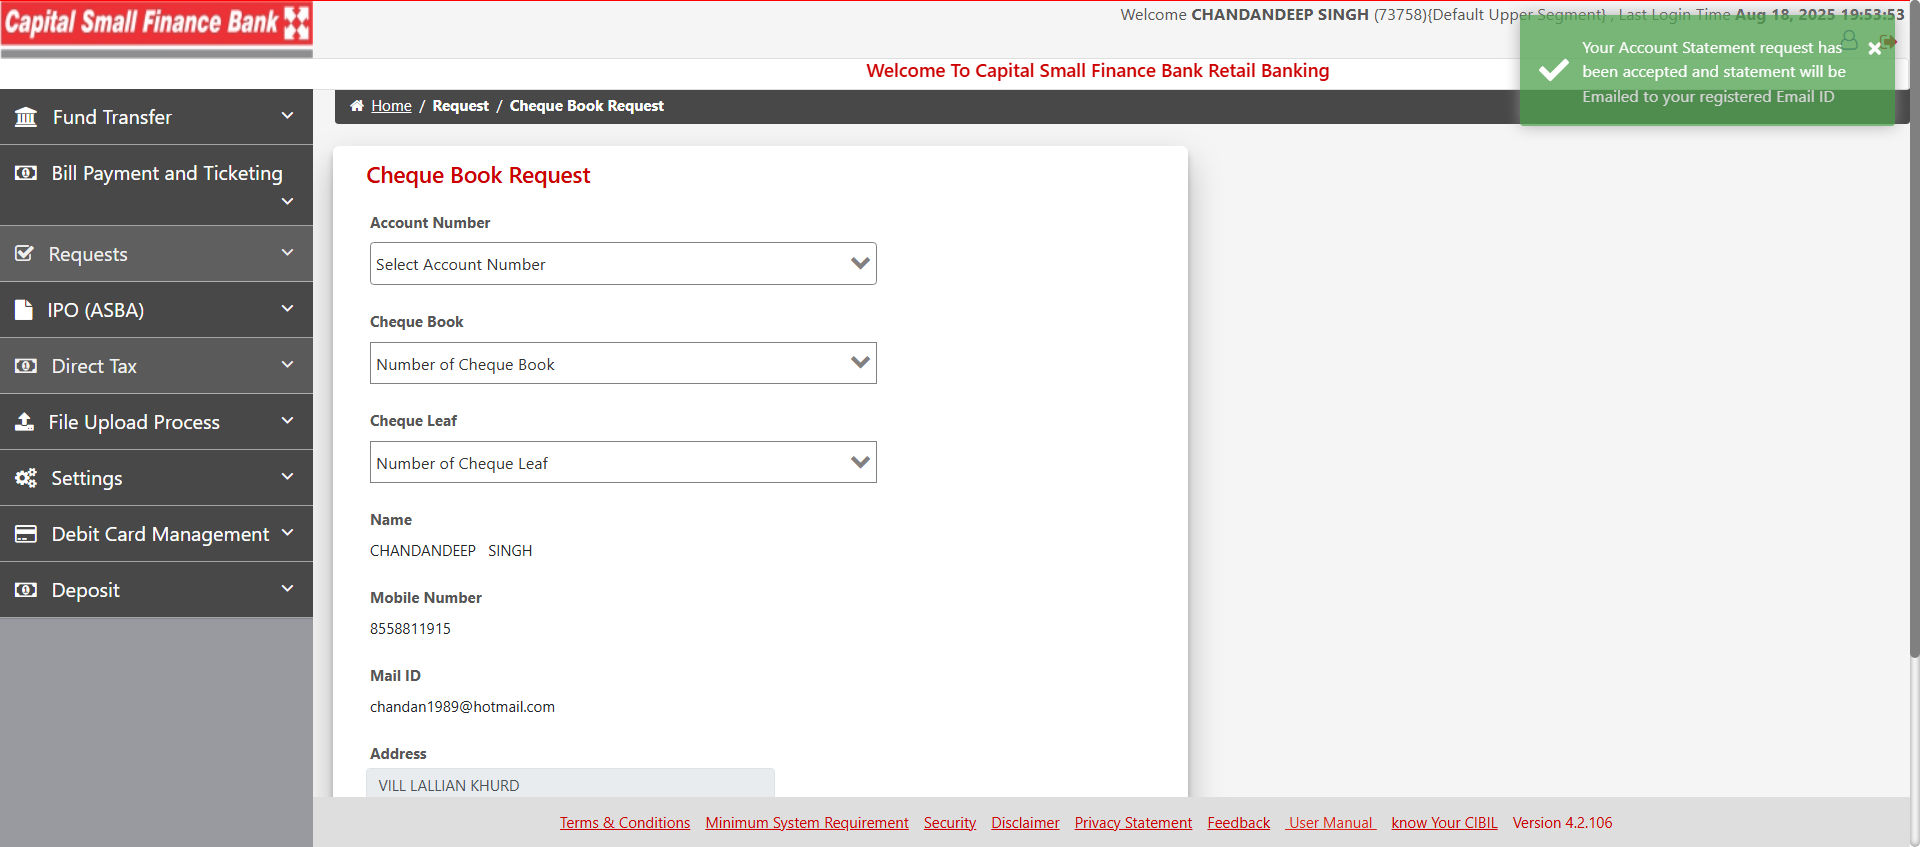 Capital Small Finance Bank
Welcome CHANDANDEEP SINGH (73758){Default Upper Segment} , Last Login Time Aug 18, 2025 19:53:53
Your Account Statement request has
been accepted and statement will be
Emailed to your registered Email ID
Welcome To Capital Small Finance Bank Retail Banking
Home / Request / Cheque Book Request
Fund Transfer
Bill Payment and Ticketing
Requests
IPO (ASBA)
Direct Tax
File Upload Process
Settings
Debit Card Management
Deposit
Cheque Book Request
Account Number
Select Account Number
Cheque Book
Number of Cheque Book
Cheque Leaf
Number of Cheque Leaf
Name
CHANDANDEEP SINGH
Mobile Number
8558811915
Mail ID
chandan1989@hotmail.com
Address
VILL LALLIAN KHURD
Terms & Conditions Minimum System Requirement Security Disclaimer Privacy Statement Feedback User Manual know Your CIBIL Version 4.2.106